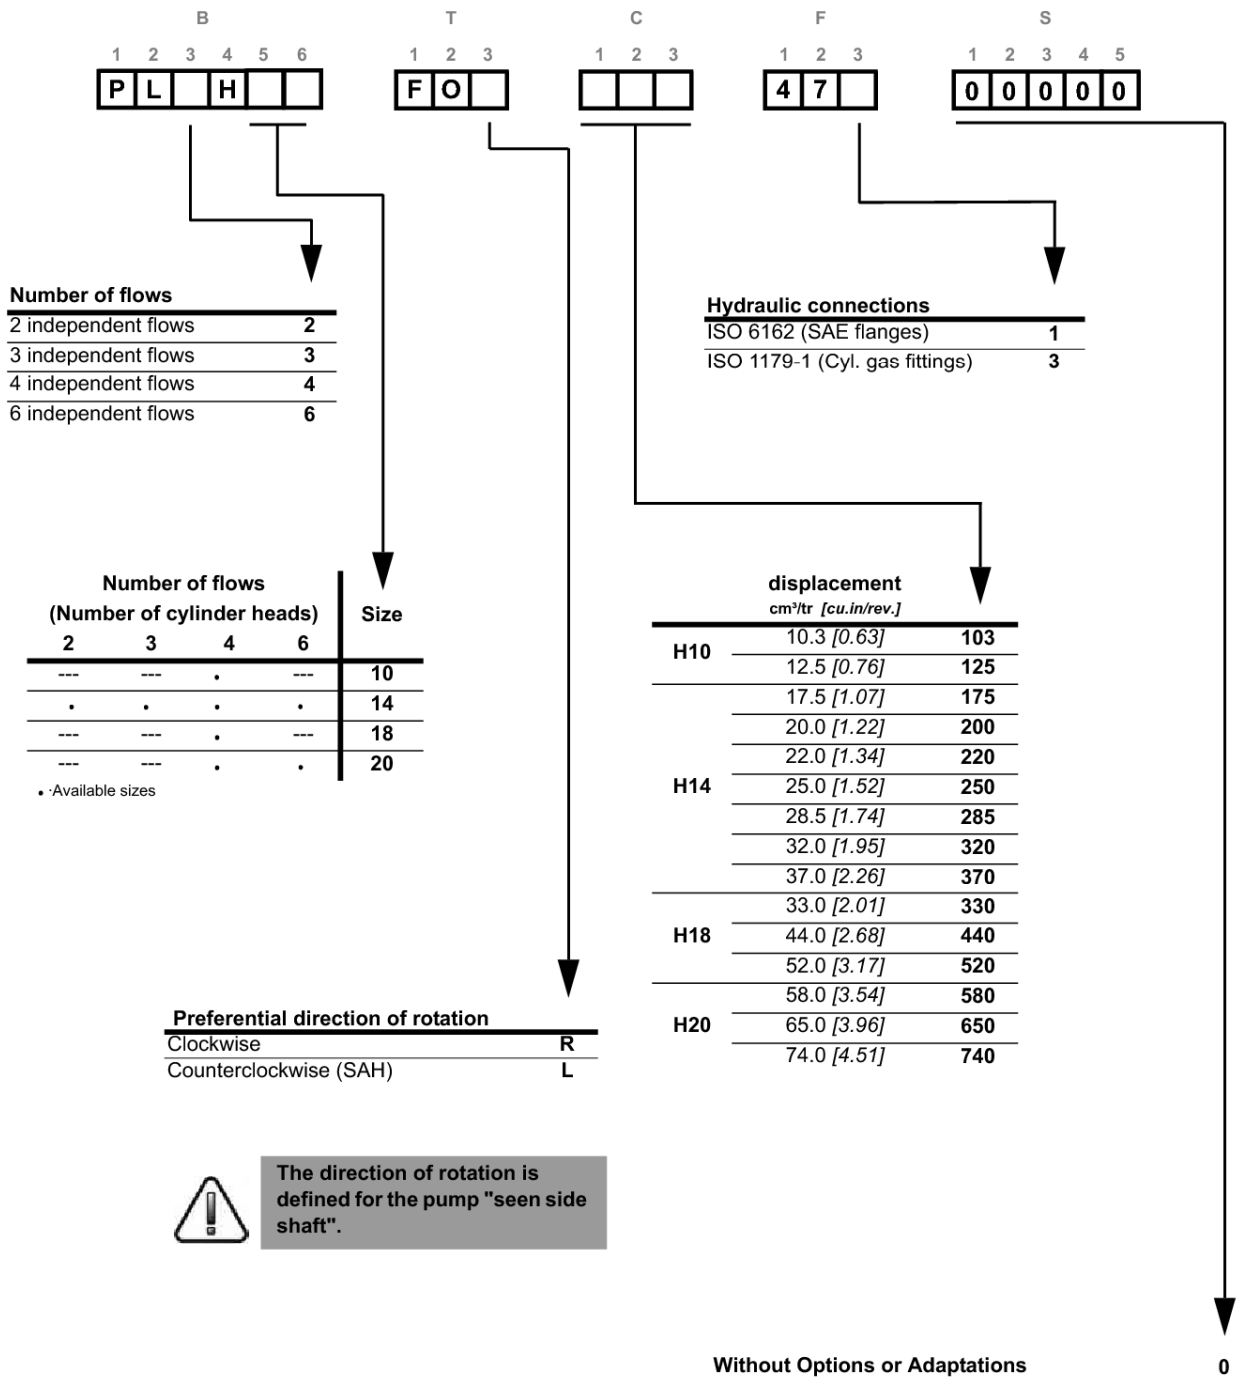 B T C F S
1 2 3 4 5 6 1 2 3 1 2 3 1 2 3 1 2 3 4 5
P L H F O 4 7 0 0 0 0 0
Number of flows
2 independent flows 2
3 independent flows 3
4 independent flows 4
6 independent flows 6
Hydraulic connections
ISO 6162 (SAE flanges) 1
ISO 1179-1 (Cyl. gas fittings) 3
Number of flows
(Number of cylinder heads) Size
2 3 4 6
--- --- • --- 10
• • • • 14
--- --- • --- 18
--- --- • • 20
• ·Available sizes
displacement
cm³/tr [cu.in/rev.]
H10 10.3 [0.63] 103
12.5 [0.76] 125
H14 17.5 [1.07] 175
20.0 [1.22] 200
22.0 [1.34] 220
25.0 [1.52] 250
28.5 [1.74] 285
32.0 [1.95] 320
37.0 [2.26] 370
H18 33.0 [2.01] 330
44.0 [2.68] 440
52.0 [3.17] 520
H20 58.0 [3.54] 580
65.0 [3.96] 650
74.0 [4.51] 740
Preferential direction of rotation
Clockwise R
Counterclockwise (SAH) L
The direction of rotation is
defined for the pump "seen side
shaft".
Without Options or Adaptations 0